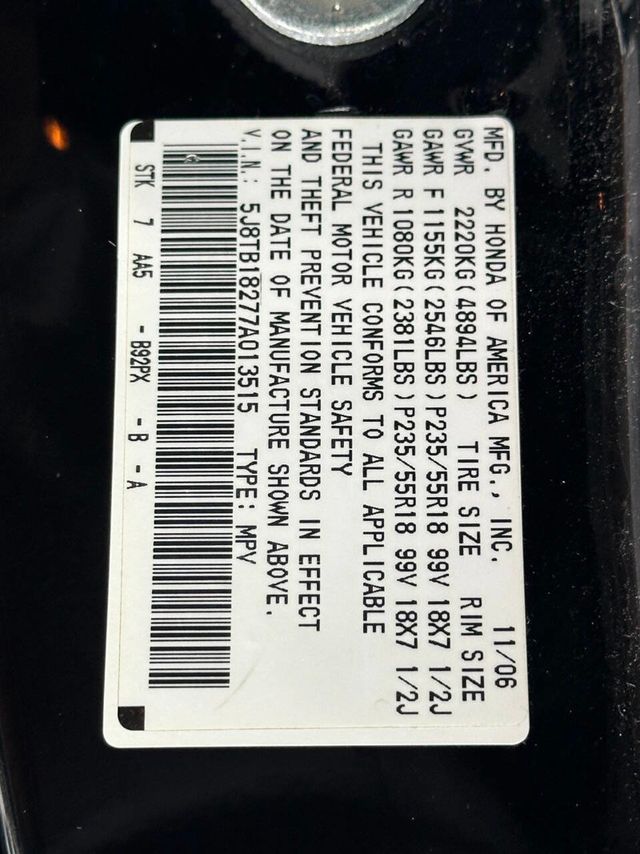 MFD. BY HONDA OF AMERICA MFG., INC. 11/06
GVWR 2220KG(4894LBS) TIRE SIZE RIM SIZE
GAWR F 1155KG(2546LBS)P235/55R18 99V 18X7 1/2J
GAWR R 1080KG(2381LBS)P235/55R18 99V 18X7 1/2J
THIS VEHICLE CONFORMS TO ALL APPLICABLE
FEDERAL MOTOR VEHICLE SAFETY
AND THEFT PREVENTION STANDARDS IN EFFECT
ON THE DATE OF MANUFACTURE SHOWN ABOVE.
V.I.N.: 5J8TB18277A013515 TYPE: MPV
STK 7 AA5 - B92PX - B - A